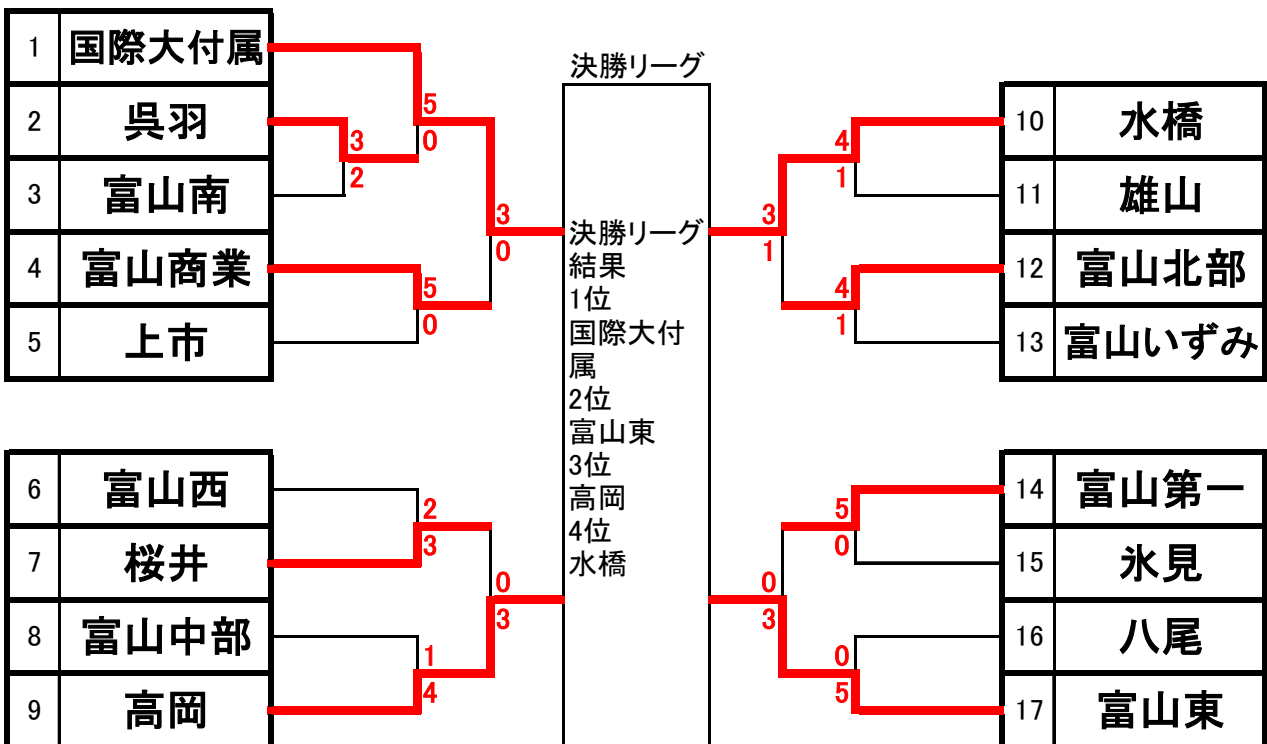 1 国際大付属
2 呉羽
3 富山南
4 富山商業
5 上市
5
0
3
2
3
0
5
0
6 富山西
7 桜井
8 富山中部
9 高岡
2
3
0
3
1
4
決勝リーグ
決勝リーグ
結果
1位
国際大付
属
2位
富山東
3位
高岡
4位
水橋
10 水橋
11 雄山
12 富山北部
13 富山いずみ
4
1
3
1
4
1
14 富山第一
15 氷見
16 八尾
17 富山東
5
0
0
3
0
5